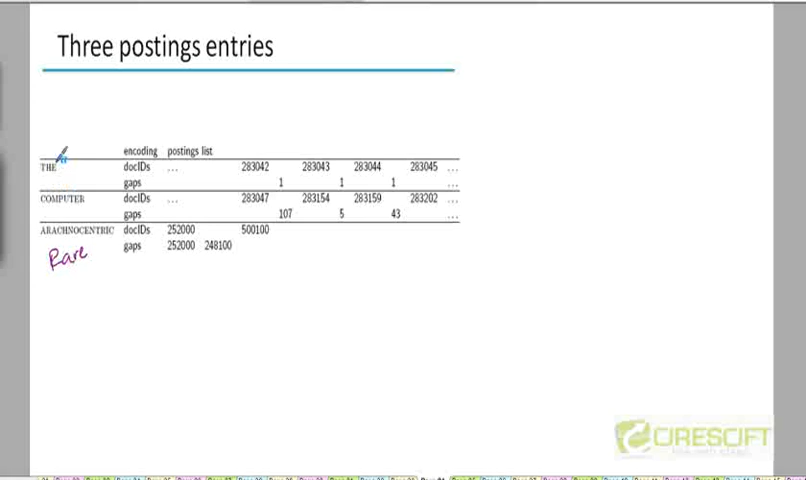 Three postings entries
encoding postings list
THE docIDs ... 283042 283043 283044 283045 ...
gaps 1 1 1 ...
COMPUTER docIDs ... 283047 283154 283159 283202 ...
gaps 107 5 43 ...
ARACHNOCENTRIC docIDs 252000 500100
gaps 252000 248100
Rare